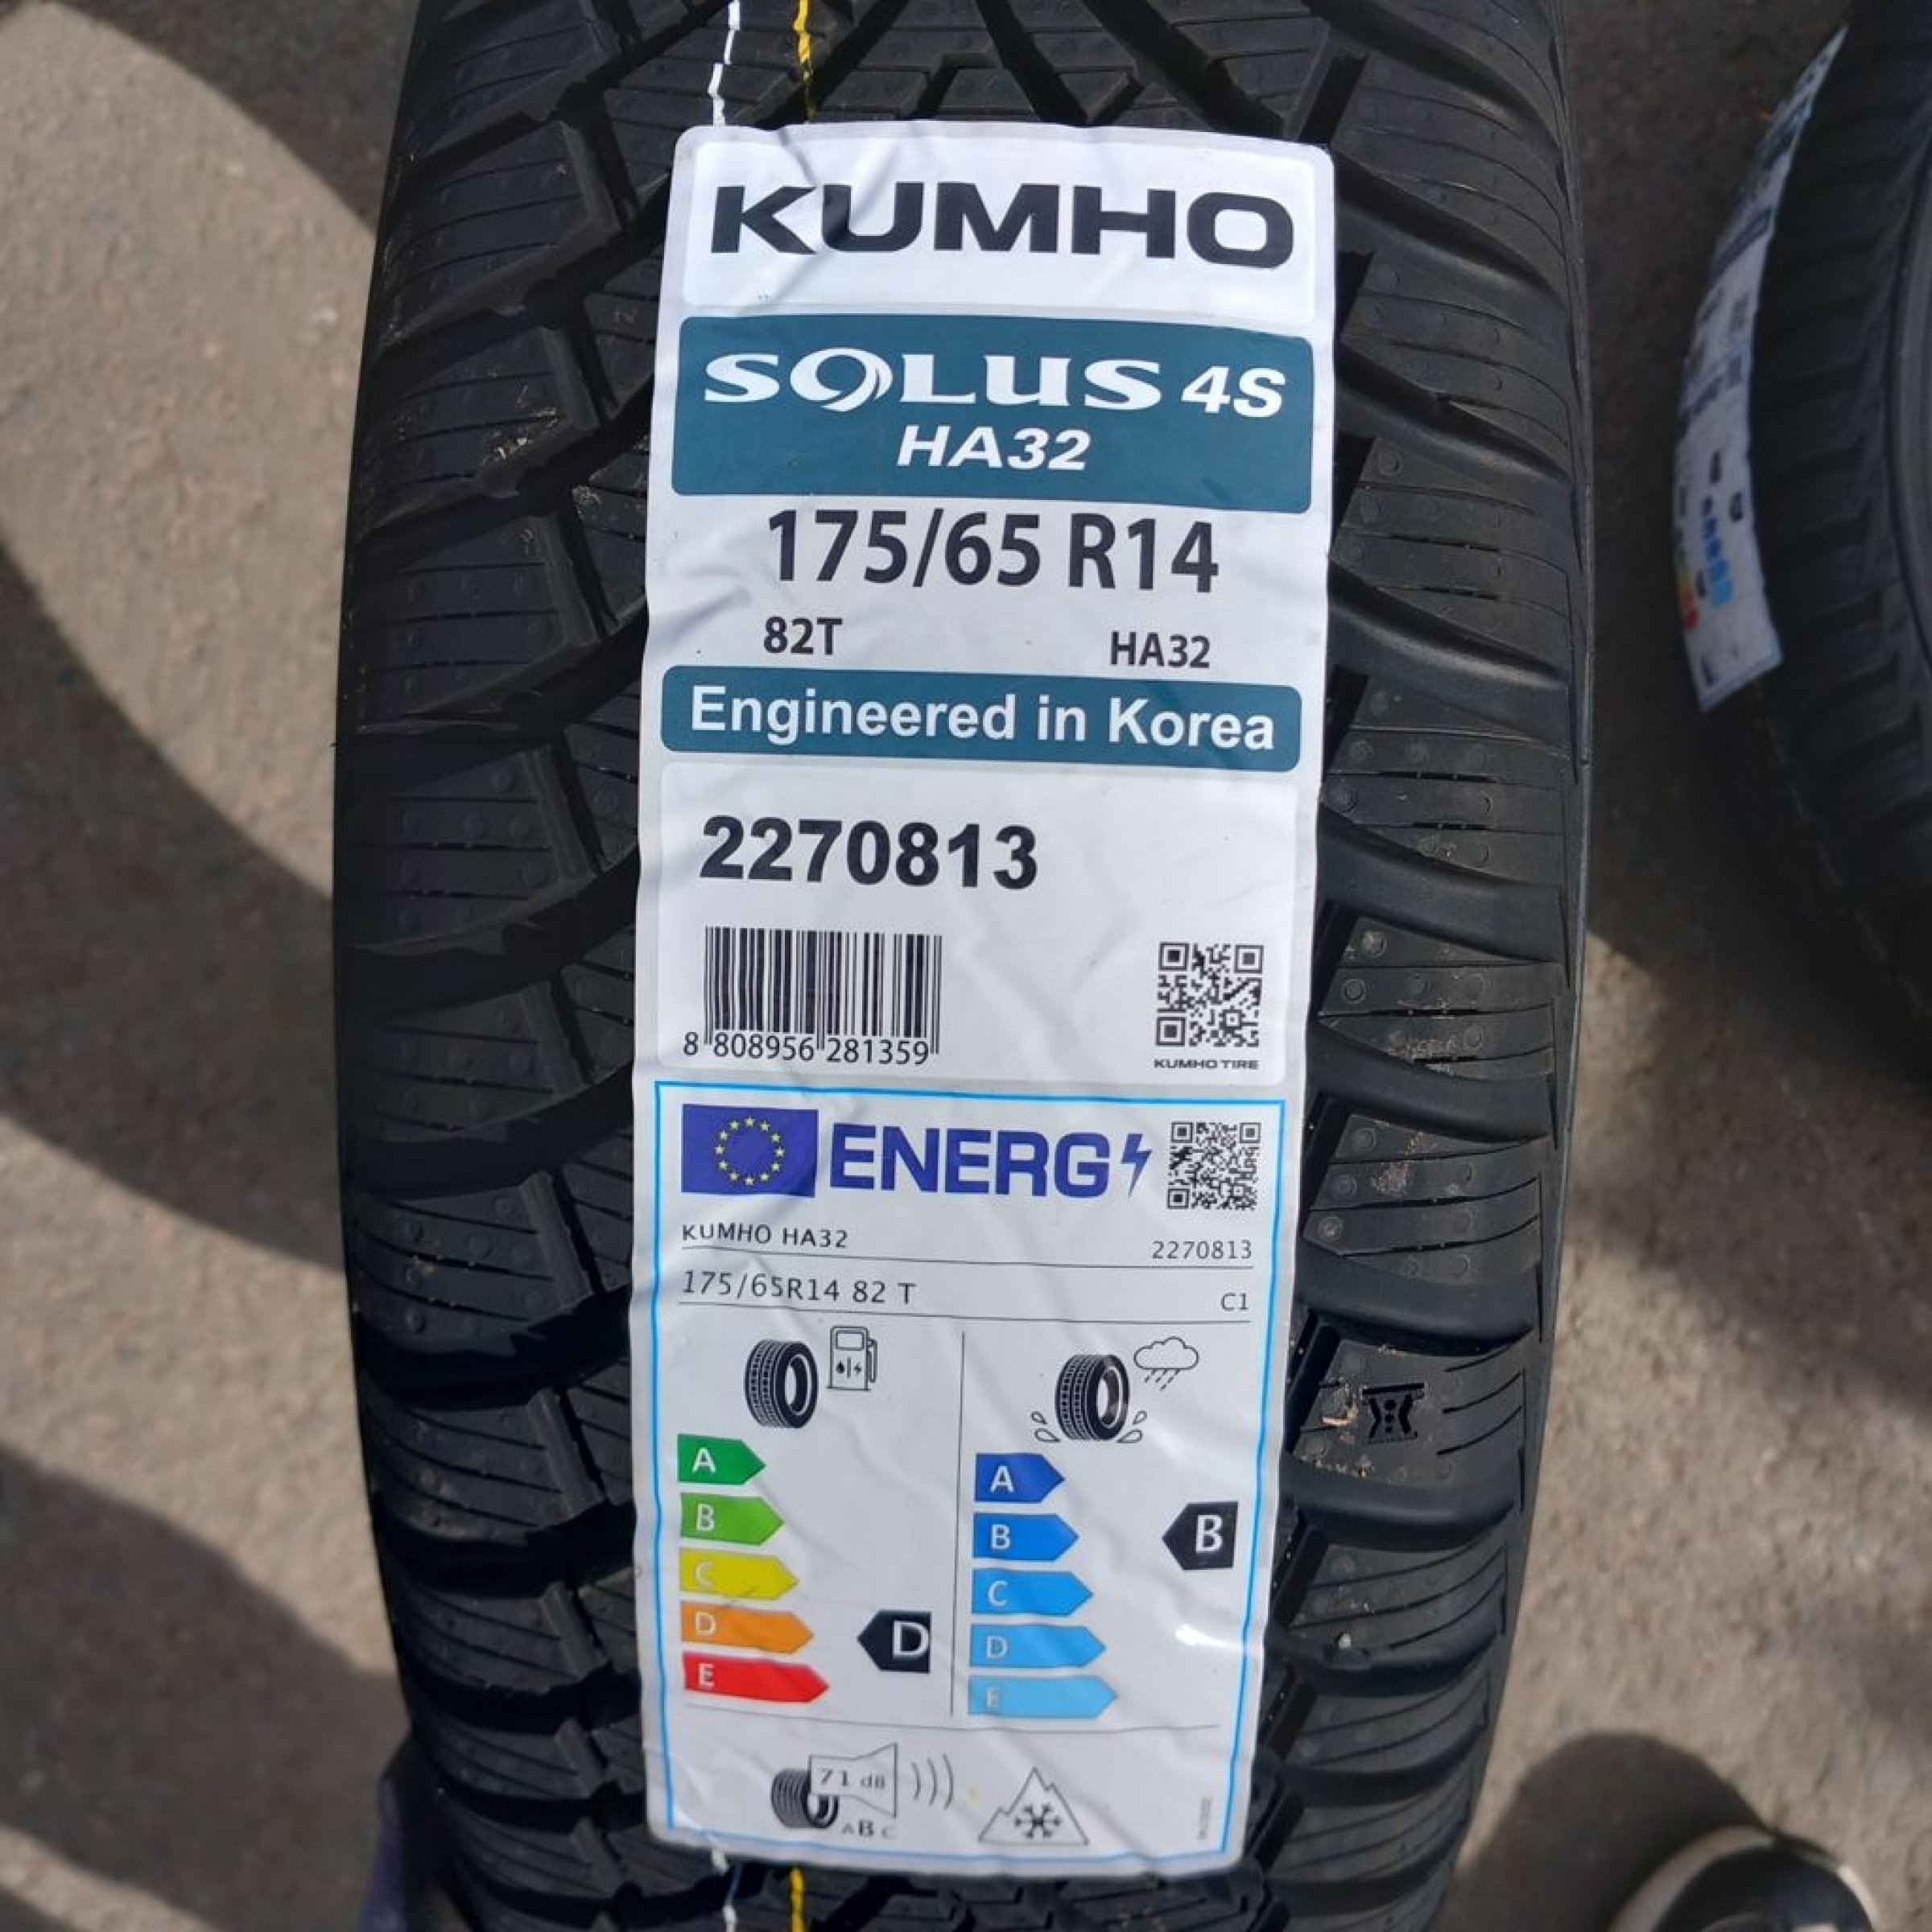 KUMHO
SOLUS 4S
HA32
175/65 R14
82T HA32
Engineered in Korea
2270813
8 808956 281359
KUMHO TIRE
ENERG
KUMHO HA32 2270813
175/65R14 82 T C1
A A
B B B
C C
D D D
E E
71 dB
ABC